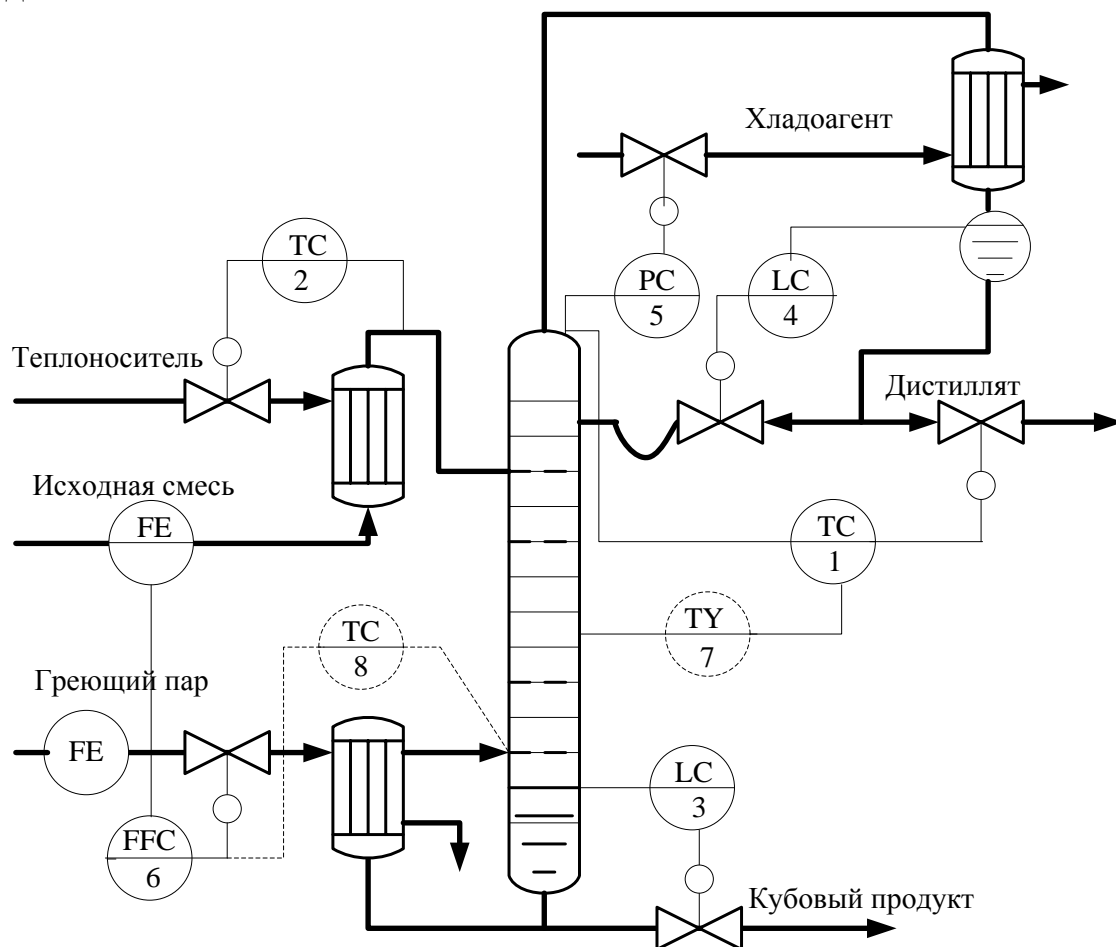 Хладоагент
TC
2
PC
5
LC
4
Теплоноситель
Дистиллят
Исходная смесь
FE
TC
1
TC
8
TY
7
Греющий пар
FE
LC
3
FFC
6
Кубовый продукт